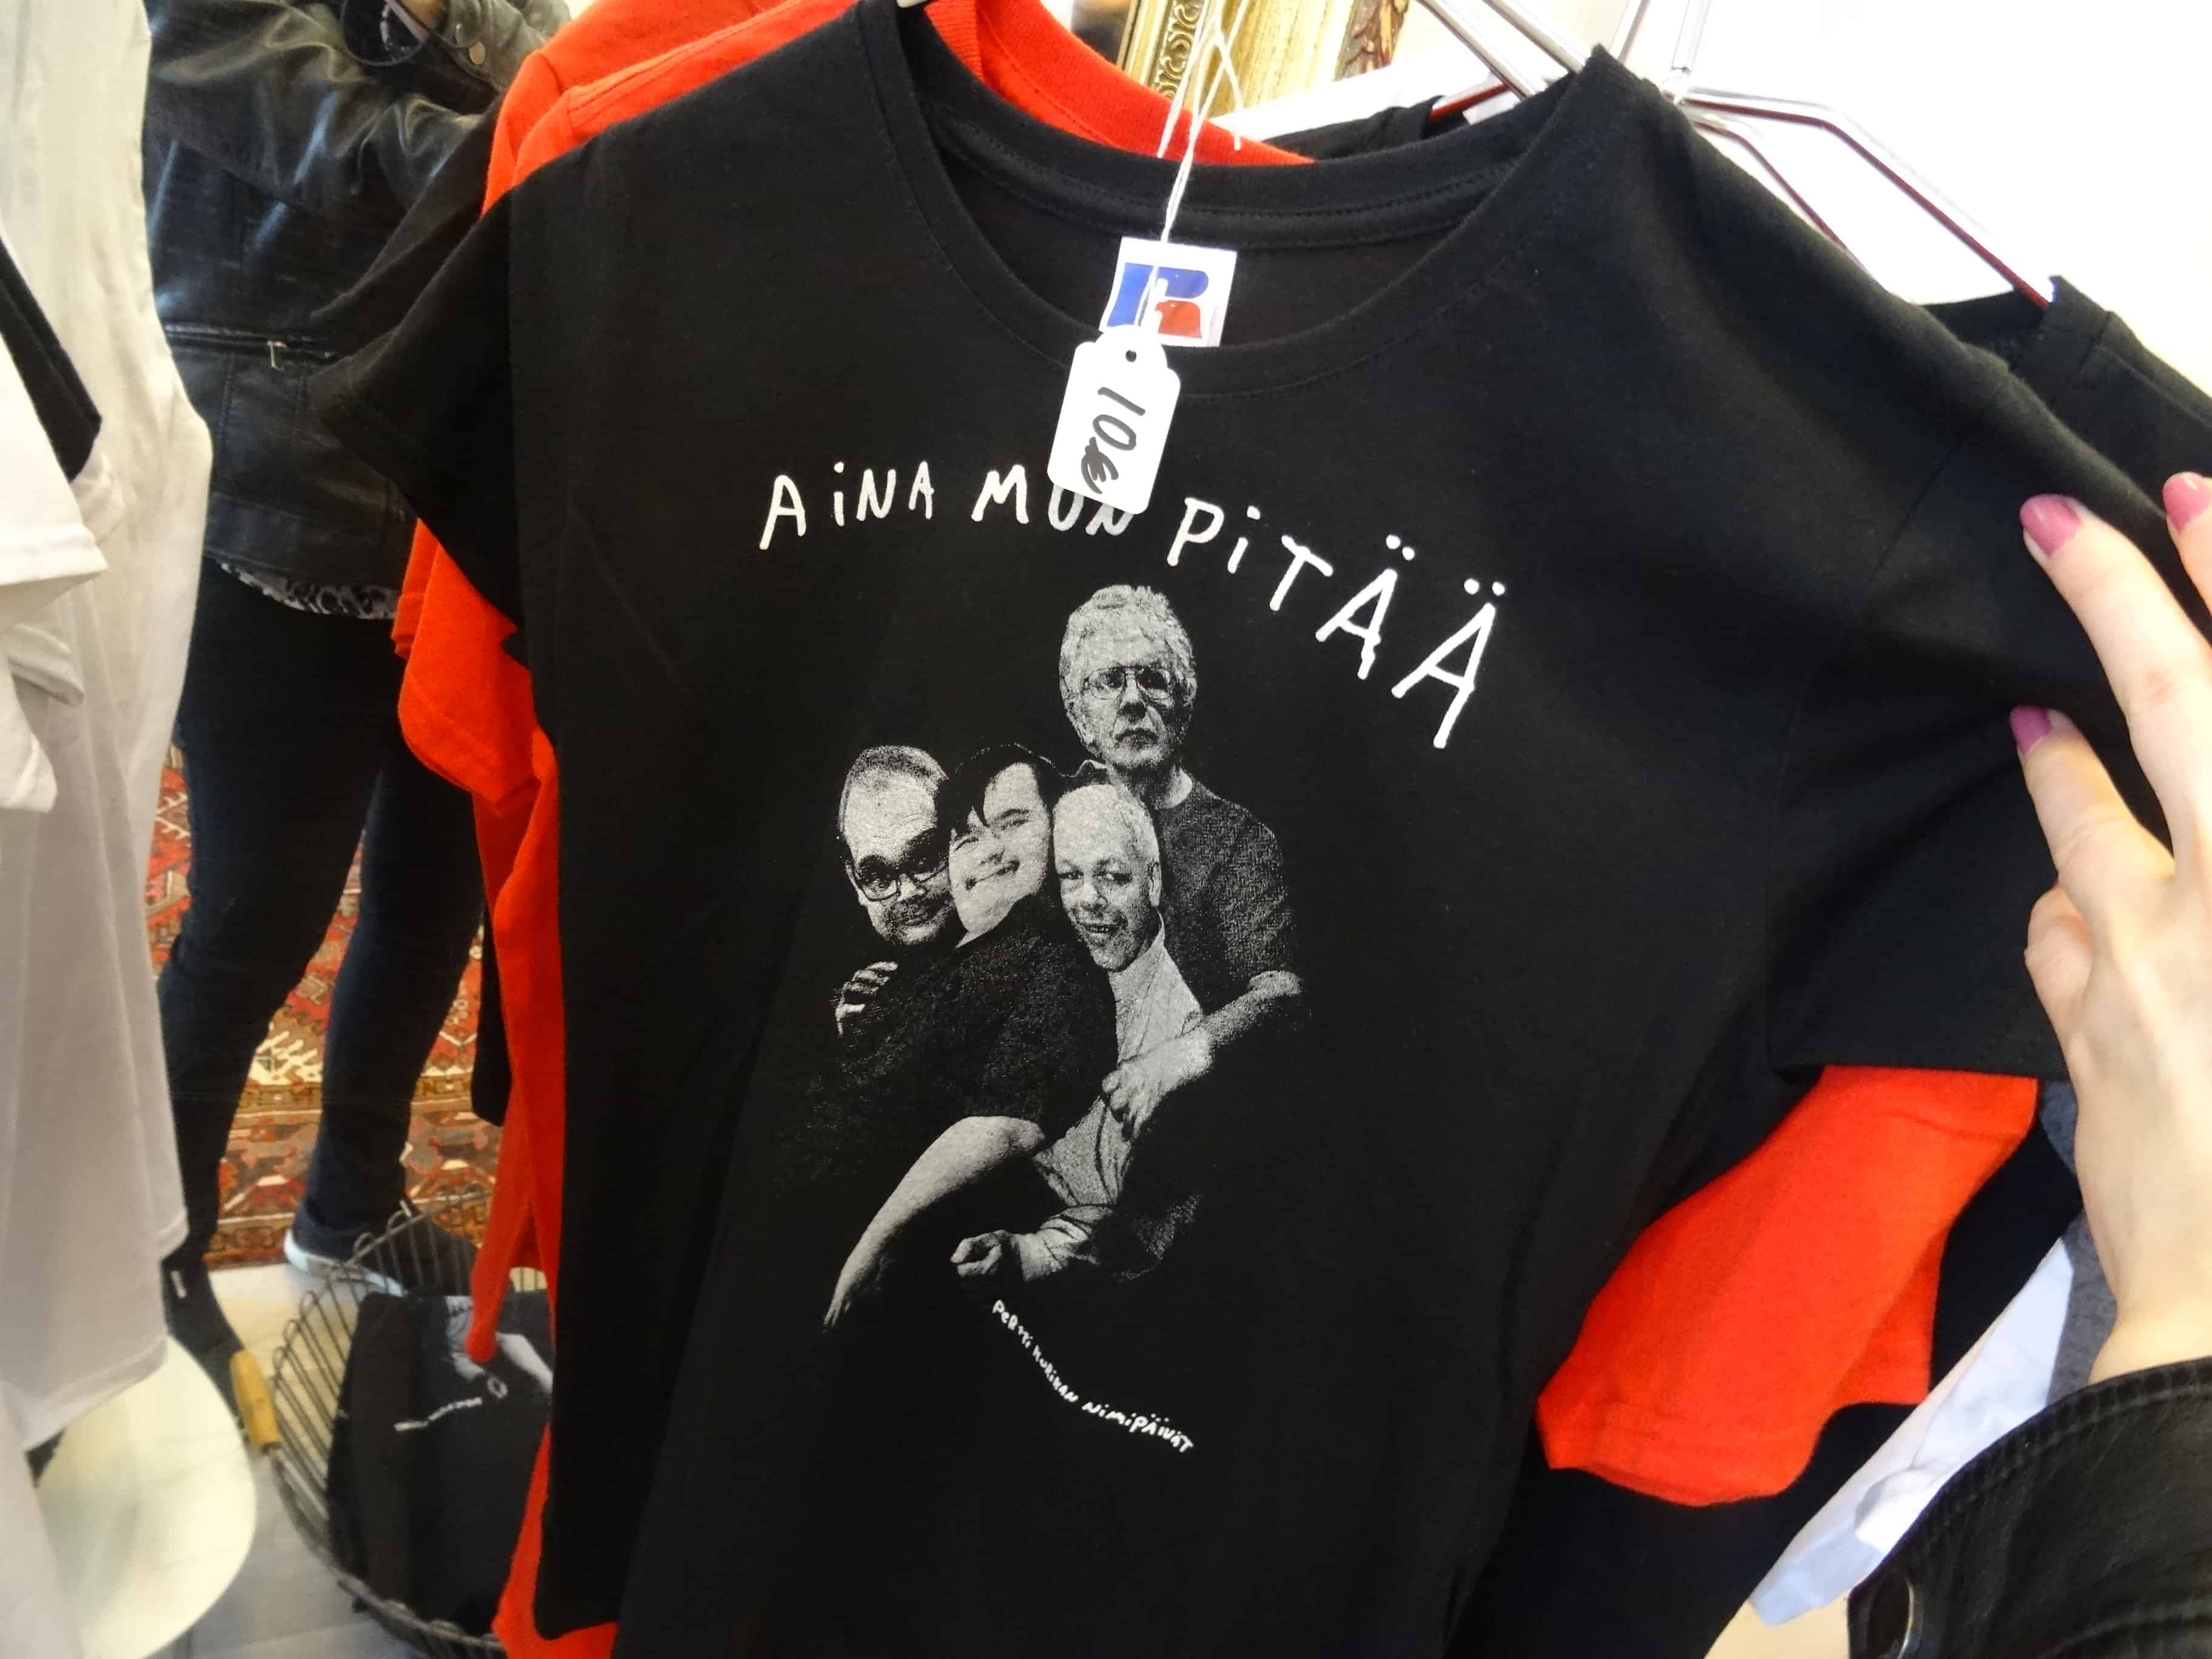 R
10€
AiNA MUN PiTÄÄ
PERTTi KURiKAN NiMiPÄiVÄT